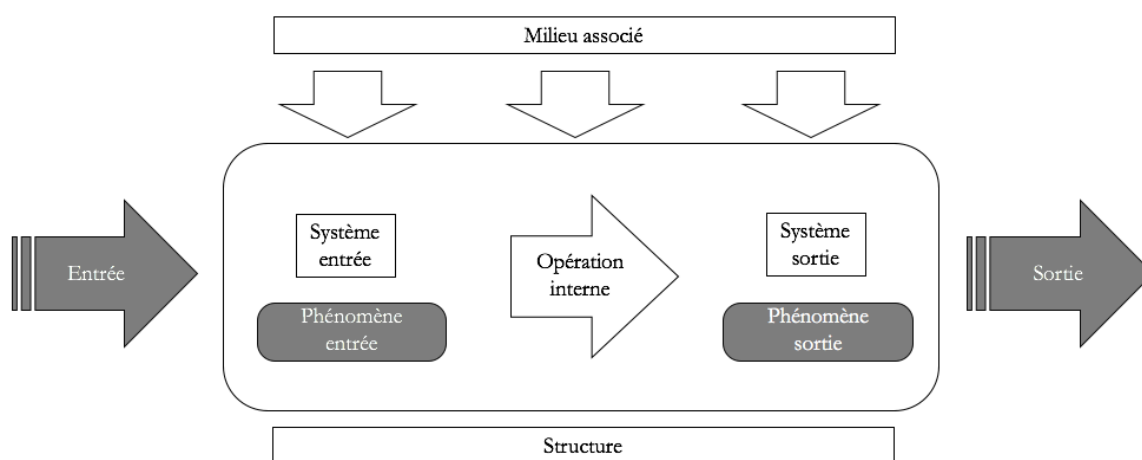 Milieu associé
Entrée
Système
entrée
Phénomène
entrée
Opération
interne
Système
sortie
Phénomène
sortie
Sortie
Structure